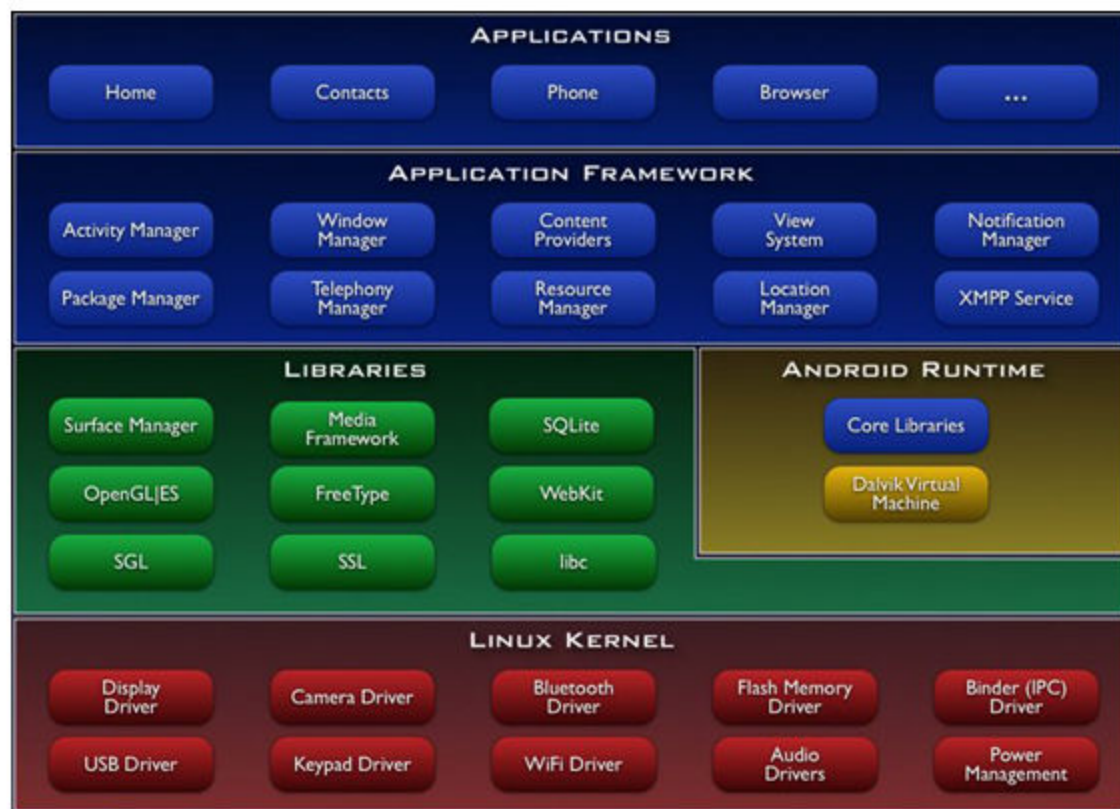 APPLICATIONS
Home
Contacts
Phone
Browser
...
APPLICATION FRAMEWORK
Activity Manager
Window
Manager
Content
Providers
View
System
Notification
Manager
Package Manager
Telephony
Manager
Resource
Manager
Location
Manager
XMPP Service
LIBRARIES
Surface Manager
Media
Framework
SQLite
OpenGL|ES
FreeType
WebKit
SGL
SSL
libc
ANDROID RUNTIME
Core Libraries
Dalvik Virtual
Machine
LINUX KERNEL
Display
Driver
Camera Driver
Bluetooth
Driver
Flash Memory
Driver
Binder (IPC)
Driver
USB Driver
Keypad Driver
WiFi Driver
Audio
Drivers
Power
Management